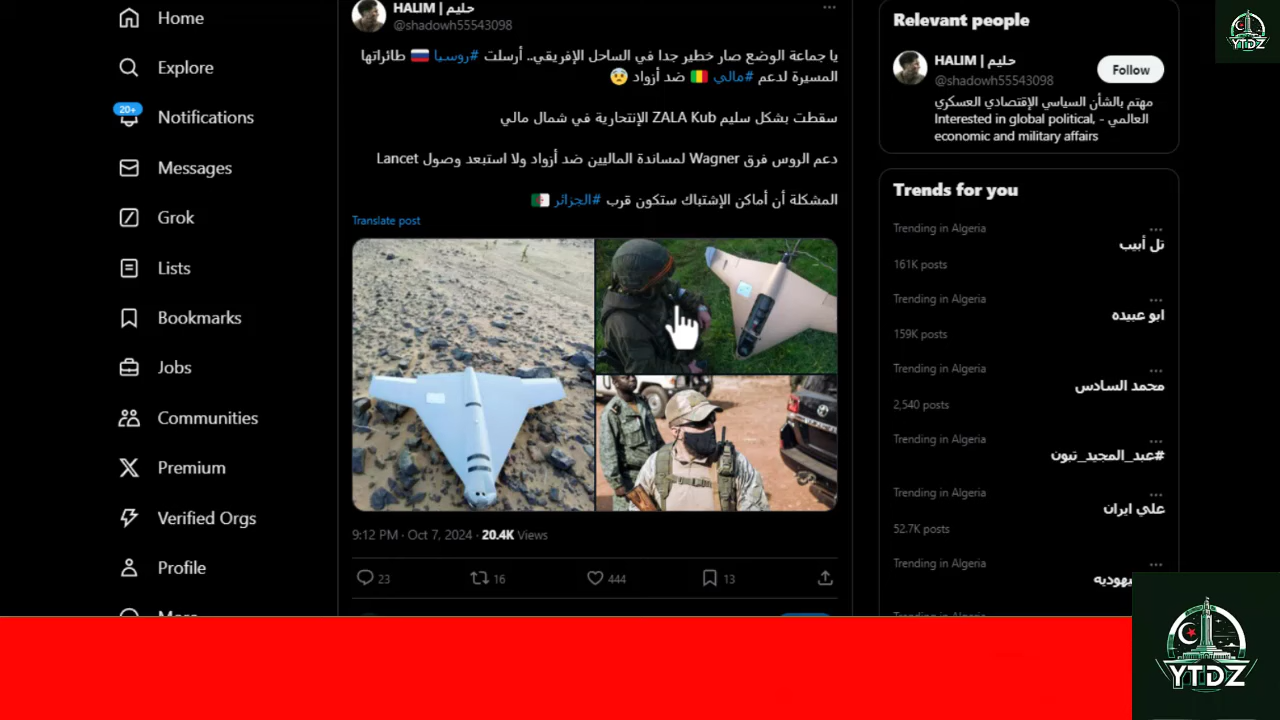 Home
Explore
20+
Notifications
Messages
Grok
Lists
Bookmarks
Jobs
Communities
Premium
Verified Orgs
Profile
HALIM | حليم
@shadowh55543098
يا جماعة الوضع صار خطير جدا في الساحل الإفريقي.. أرسلت #روسيا 🇷🇺 طائراتها
المسيرة لدعم #مالي 🇲🇱 ضد أزواد 😨
سقطت بشكل سليم ZALA Kub الإنتحارية في شمال مالي
دعم الروس فرق Wagner لمساندة الماليين ضد أزواد ولا استبعد وصول Lancet
المشكلة أن أماكن الإشتباك ستكون قرب #الجزائر 🇩🇿
Translate post
9:12 PM · Oct 7, 2024 · 20.4K Views
23
16
444
13
Relevant people
HALIM | حليم
@shadowh55543098
Follow
مهتم بالشأن السياسي الإقتصادي العسكري
العالمي - Interested in global political,
economic and military affairs
Trends for you
Trending in Algeria
تل أبيب
161K posts
Trending in Algeria
ابو عبيده
159K posts
Trending in Algeria
محمد السادس
2,540 posts
Trending in Algeria
#عبد_المجيد_تبون
Trending in Algeria
علي ايران
52.7K posts
Trending in Algeria
YTDZ
YTDZ